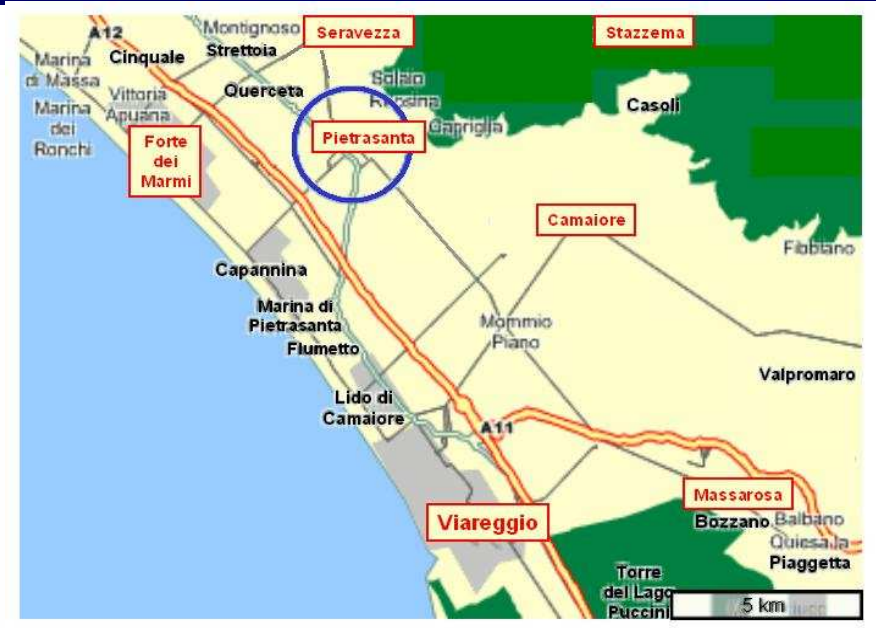 A12
Montignoso
Seravezza
Stazzema
Strettoia
Marina
di Massa
Cinquale
Querceta
Vittoria
Apuana
Solaio
Casoli
Marina
dei
Ronchi
Capriglia
Pietrasanta
Forte
dei
Marmi
Camaiore
Fibbiano
Capannina
Marina di
Pietrasanta
Fiumetto
Mommio
Piano
Valpromaro
Lido di
Camaiore
A11
Massarosa
Viareggio
Bozzano
Balbano
Quiesa la
Piaggetta
Torre
del Lago
Puccini
5 km